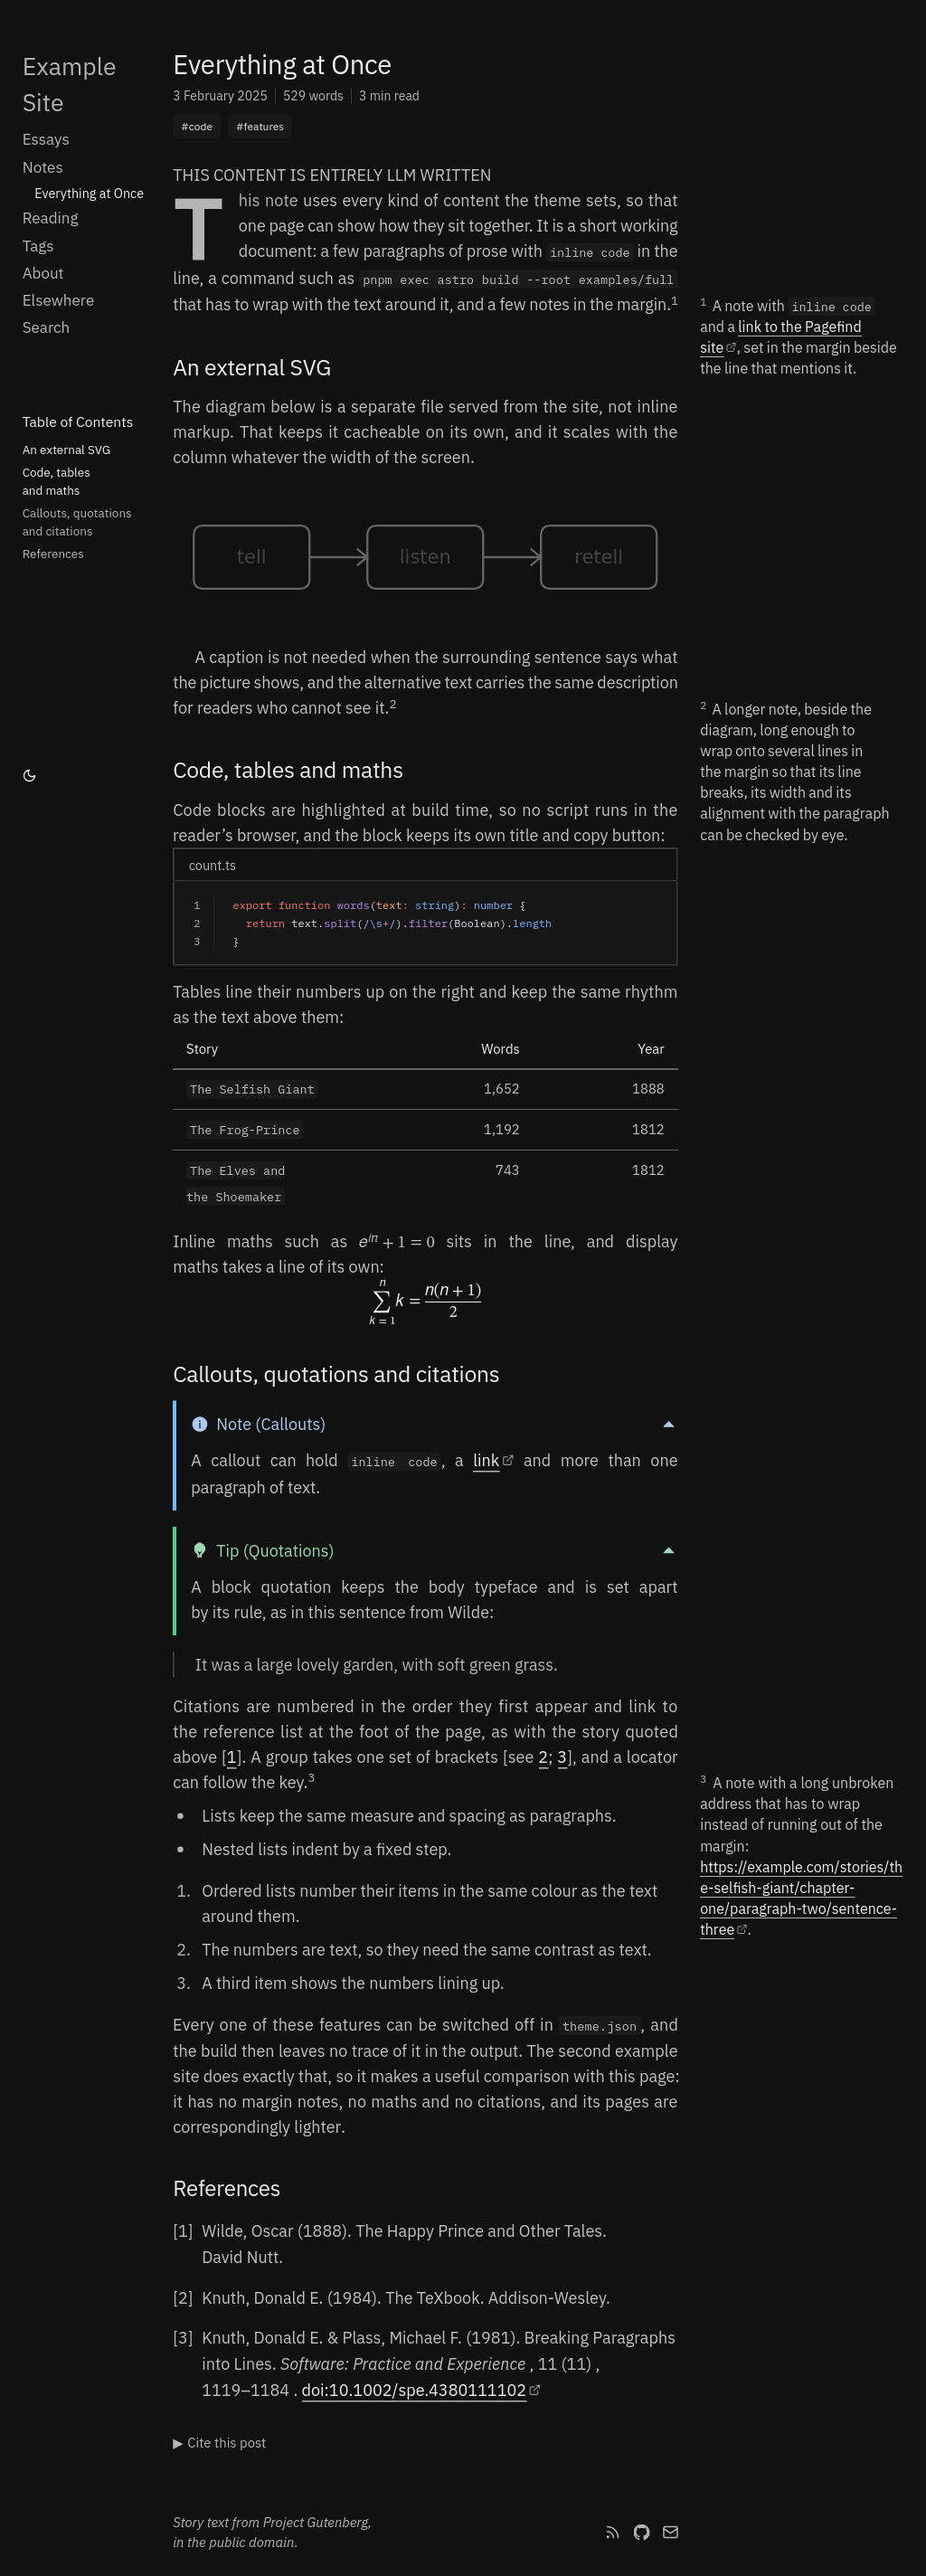 Example
Site
Essays
Notes
Everything at Once
Reading
Tags
About
Elsewhere
Search
Table of Contents
An external SVG
Code, tables
and maths
Callouts, quotations
and citations
References
Everything at Once
3 February 2025 | 529 words | 3 min read
#code #features
THIS CONTENT IS ENTIRELY LLM WRITTEN
This note uses every kind of content the theme sets, so that
one page can show how they sit together. It is a short working
document: a few paragraphs of prose with inline code in the
line, a command such as pnpm exec astro build --root examples/full
that has to wrap with the text around it, and a few notes in the margin.1
1 A note with inline code
and a link to the Pagefind
site, set in the margin beside
the line that mentions it.
An external SVG
The diagram below is a separate file served from the site, not inline
markup. That keeps it cacheable on its own, and it scales with the
column whatever the width of the screen.
tell listen retell
A caption is not needed when the surrounding sentence says what
the picture shows, and the alternative text carries the same description
for readers who cannot see it.2
2 A longer note, beside the
diagram, long enough to
wrap onto several lines in
the margin so that its line
breaks, its width and its
alignment with the paragraph
can be checked by eye.
Code, tables and maths
Code blocks are highlighted at build time, so no script runs in the
reader’s browser, and the block keeps its own title and copy button:
count.ts
1 export function words(text: string): number {
2 return text.split(/\s+/).filter(Boolean).length
3 }
Tables line their numbers up on the right and keep the same rhythm
as the text above them:
Story Words Year
The Selfish Giant 1,652 1888
The Frog-Prince 1,192 1812
The Elves and 743 1812
the Shoemaker
Inline maths such as e^iπ + 1 = 0 sits in the line, and display
maths takes a line of its own:
n
∑ k = n(n + 1)
2
k = 1
Callouts, quotations and citations
Note (Callouts)
A callout can hold inline code, a link and more than one
paragraph of text.
Tip (Quotations)
A block quotation keeps the body typeface and is set apart
by its rule, as in this sentence from Wilde:
It was a large lovely garden, with soft green grass.
Citations are numbered in the order they first appear and link to
the reference list at the foot of the page, as with the story quoted
above [1]. A group takes one set of brackets [see 2; 3], and a locator
can follow the key.3
3 A note with a long unbroken
address that has to wrap
instead of running out of the
margin:
https://example.com/stories/th
e-selfish-giant/chapter-
one/paragraph-two/sentence-
three.
• Lists keep the same measure and spacing as paragraphs.
• Nested lists indent by a fixed step.
1. Ordered lists number their items in the same colour as the text
around them.
2. The numbers are text, so they need the same contrast as text.
3. A third item shows the numbers lining up.
Every one of these features can be switched off in theme.json, and
the build then leaves no trace of it in the output. The second example
site does exactly that, so it makes a useful comparison with this page:
it has no margin notes, no maths and no citations, and its pages are
correspondingly lighter.
References
[1] Wilde, Oscar (1888). The Happy Prince and Other Tales.
David Nutt.
[2] Knuth, Donald E. (1984). The TeXbook. Addison-Wesley.
[3] Knuth, Donald E. & Plass, Michael F. (1981). Breaking Paragraphs
into Lines. Software: Practice and Experience , 11 (11) ,
1119–1184 . doi:10.1002/spe.4380111102
▶ Cite this post
Story text from Project Gutenberg,
in the public domain.